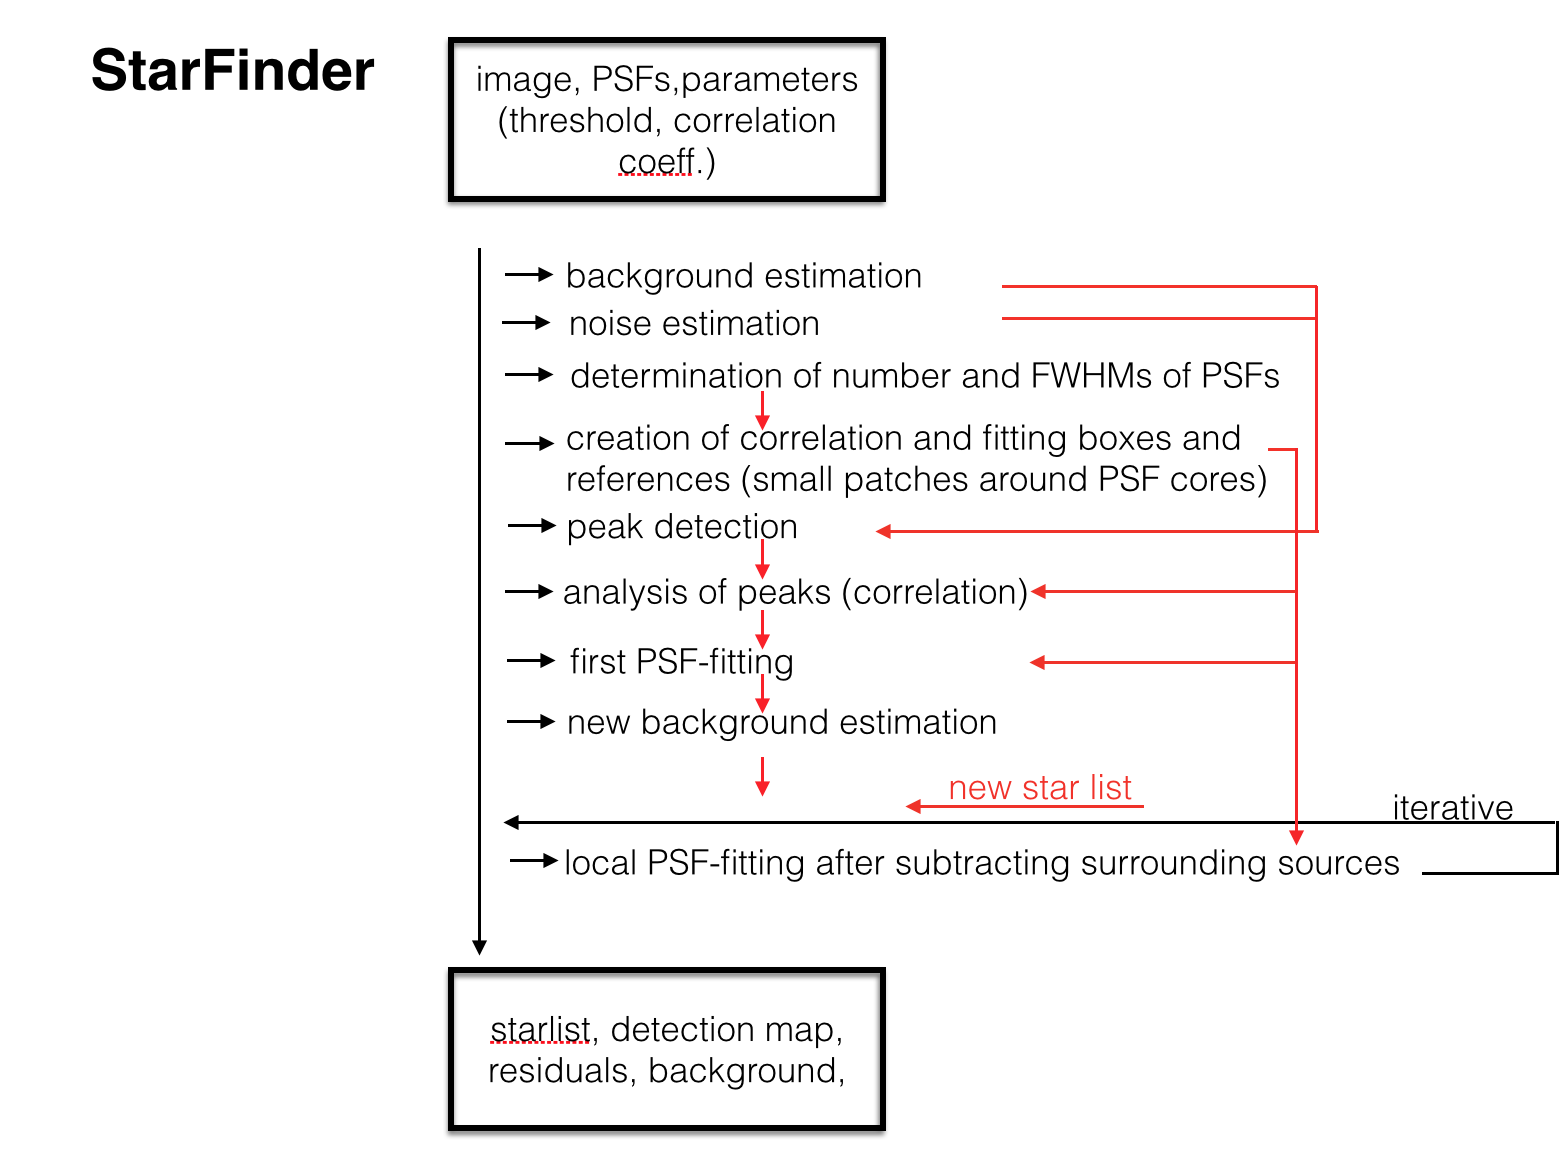 StarFinder
image, PSFs,parameters
(threshold, correlation
coeff.)
background estimation
noise estimation
determination of number and FWHMs of PSFs
creation of correlation and fitting boxes and
references (small patches around PSF cores)
peak detection
analysis of peaks (correlation)
first PSF-fitting
new background estimation
new star list
iterative
local PSF-fitting after subtracting surrounding sources
starlist, detection map,
residuals, background,